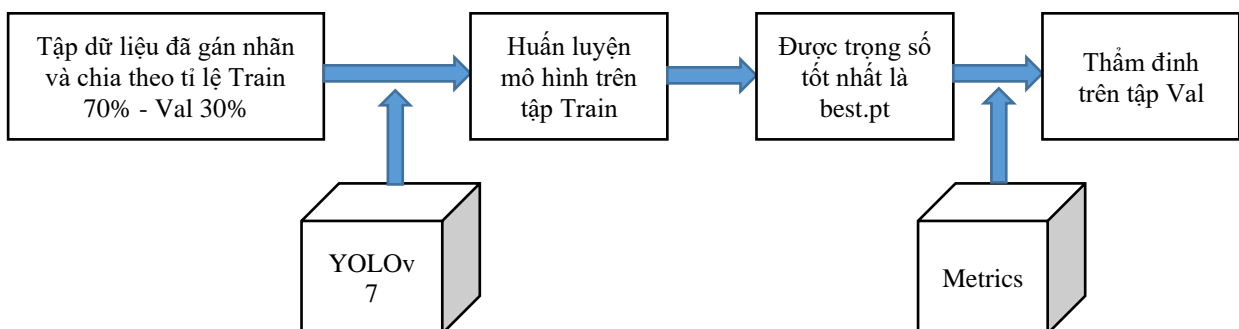 Tập dữ liệu đã gán nhãn
và chia theo tỉ lệ Train
70% - Val 30%
Huấn luyện
mô hình trên
tập Train
Được trọng số
tốt nhất là
best.pt
Thẩm đinh
trên tập Val
YOLOv
7
Metrics